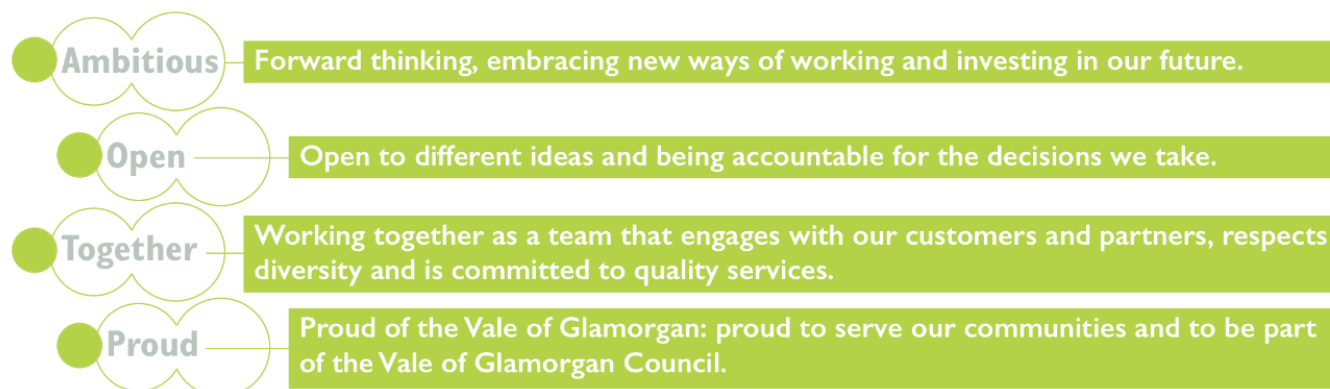 Ambitious
Forward thinking, embracing new ways of working and investing in our future.
Open
Open to different ideas and being accountable for the decisions we take.
Together
Working together as a team that engages with our customers and partners, respects
diversity and is committed to quality services.
Proud
Proud of the Vale of Glamorgan: proud to serve our communities and to be part
of the Vale of Glamorgan Council.